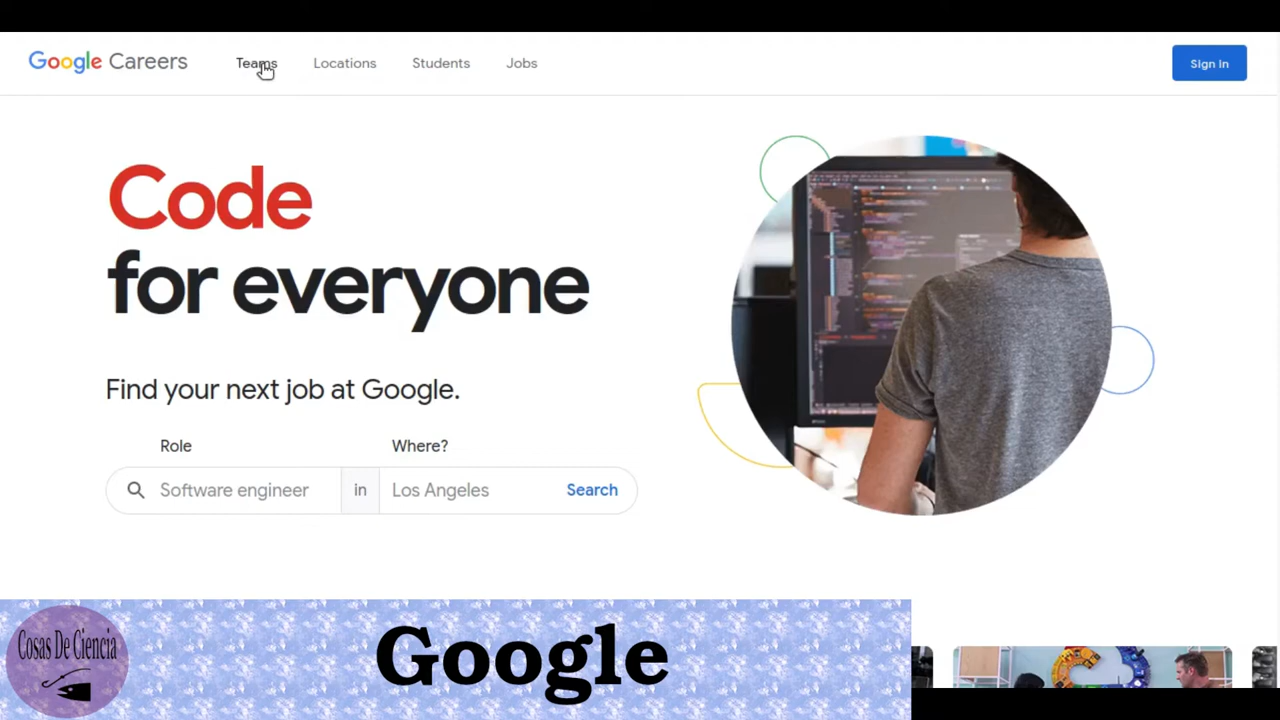 Google Careers
Teams
Locations
Students
Jobs
Sign in
Code
for everyone
Find your next job at Google.
Role
Where?
Software engineer
in
Los Angeles
Search
Cosas De Ciencia
Google